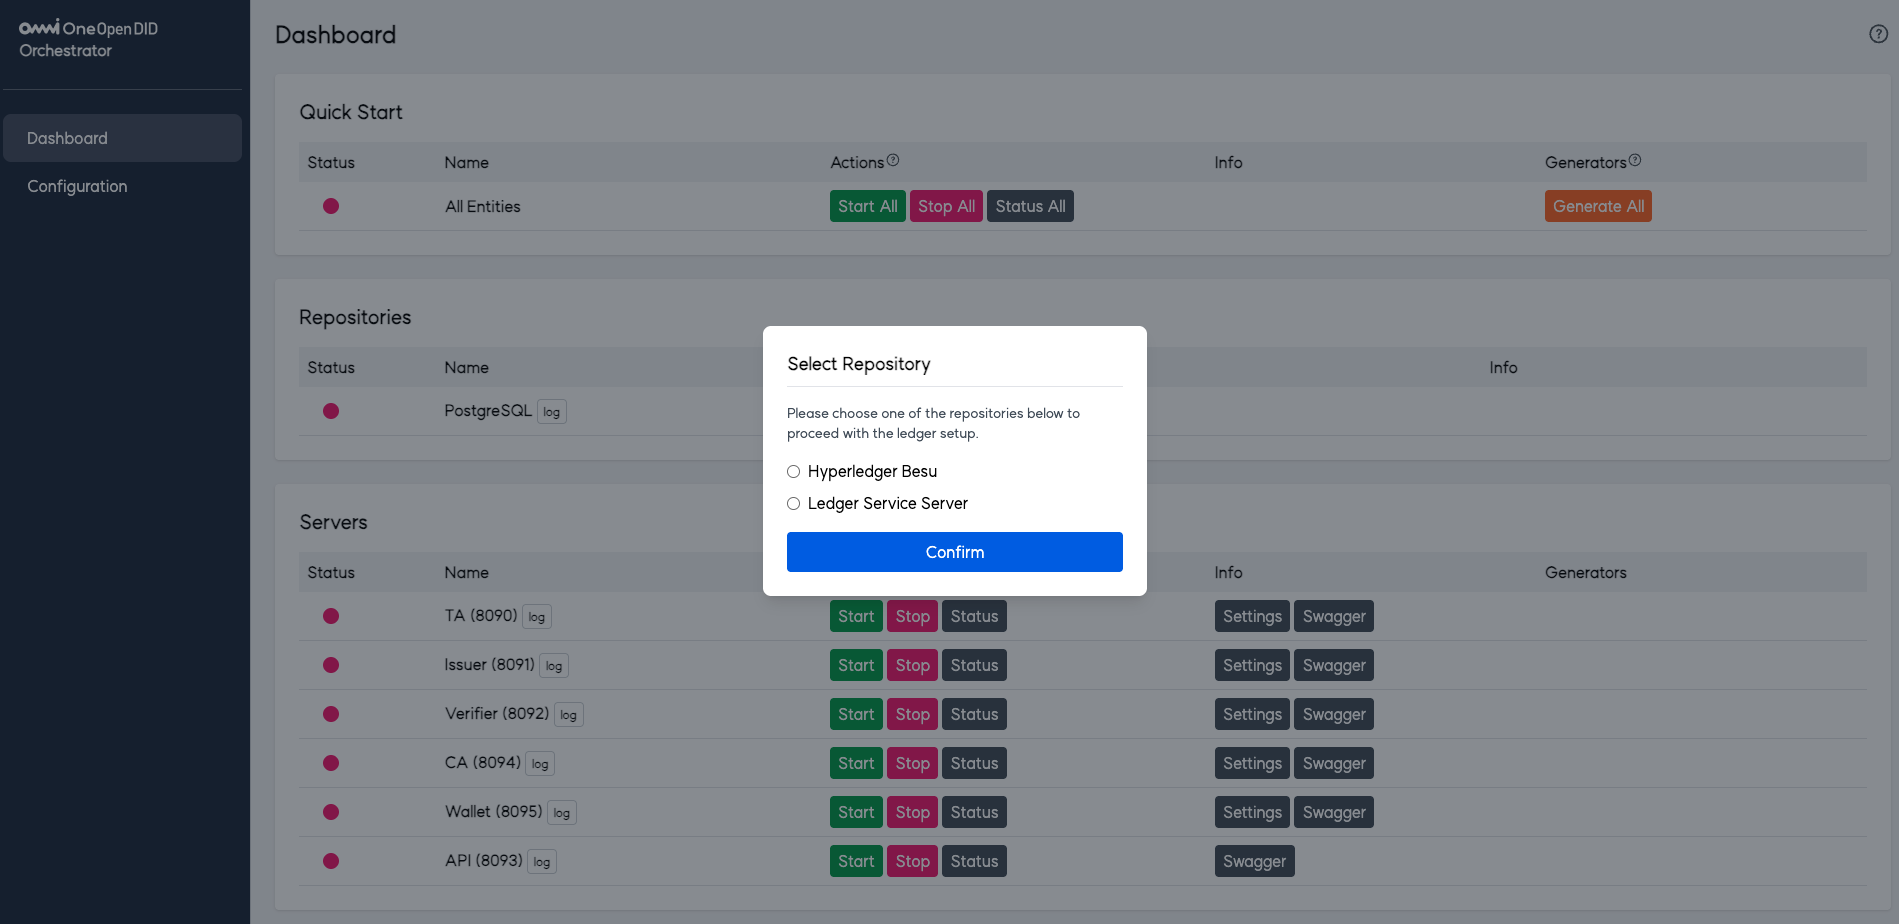 Omni OneOpenDID
Orchestrator
Dashboard
Configuration
Dashboard
Quick Start
Status Name Actions Info Generators
All Entities Start All Stop All Status All Generate All
Repositories
Status Name Info
PostgreSQL log
Servers
Status Name Info Generators
TA (8090) log Start Stop Status Settings Swagger
Issuer (8091) log Start Stop Status Settings Swagger
Verifier (8092) log Start Stop Status Settings Swagger
CA (8094) log Start Stop Status Settings Swagger
Wallet (8095) log Start Stop Status Settings Swagger
API (8093) log Start Stop Status Swagger
Select Repository
Please choose one of the repositories below to
proceed with the ledger setup.
Hyperledger Besu
Ledger Service Server
Confirm